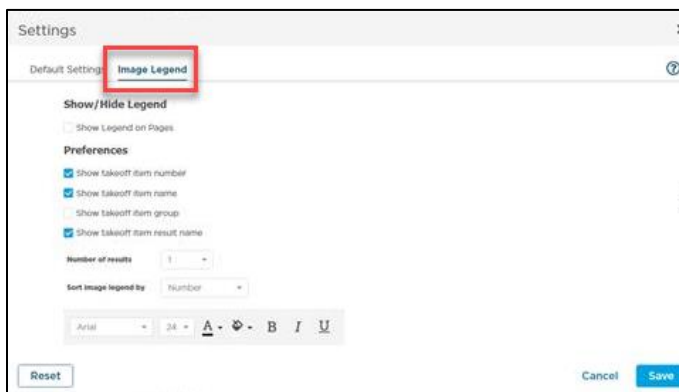 Settings
Default Settings Image Legend
Show/Hide Legend
Show Legend on Pages
Preferences
Show takeoff item number
Show takeoff item name
Show takeoff item group
Show takeoff item result name
Number of results 1
Sort image legend by Number
Arial 24 A B I U
Reset Cancel Save